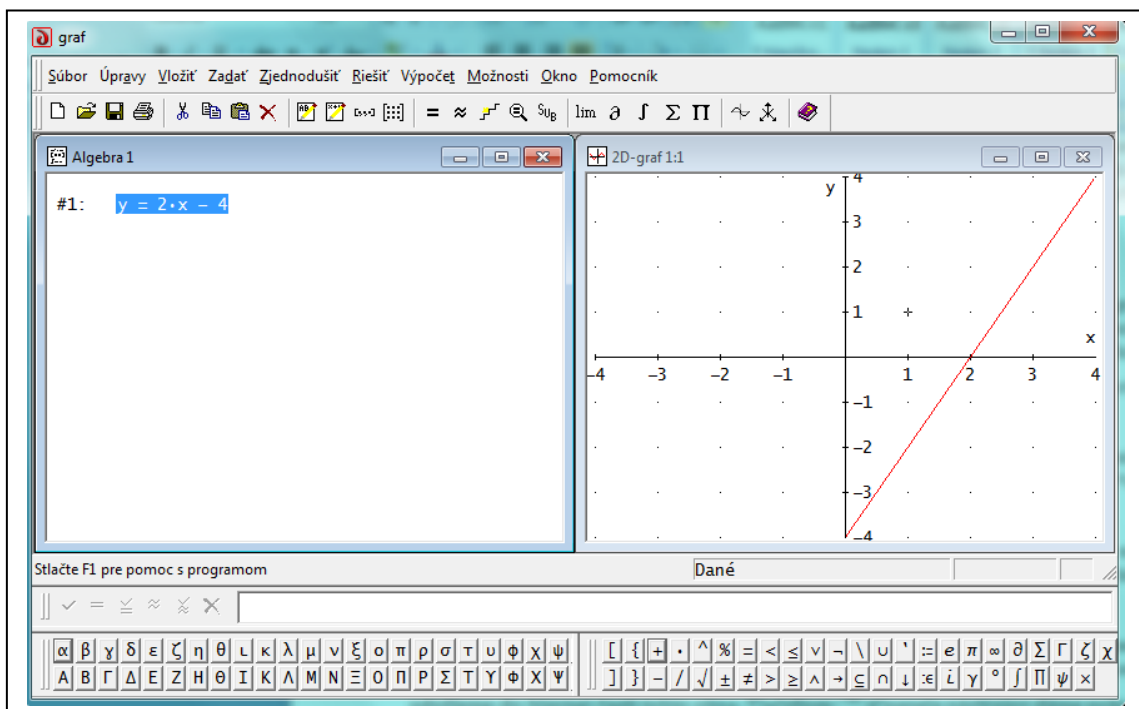 graf
Súbor Úpravy Vložiť Zadať Zjednodušiť Riešiť Výpočet Možnosti Okno Pomocník
= ≈ SUB lim ∂ ∫ Σ Π
Algebra 1
#1: y = 2·x - 4
2D-graf 1:1
y
4
3
2
1
x
-4 -3 -2 -1 1 2 3 4
-1
-2
-3
-4
Stlačte F1 pre pomoc s programom
Dané
α β γ δ ε ζ η θ ι κ λ μ ν ξ ο π ρ σ τ υ φ χ ψ
Α Β Γ Δ Ε Ζ Η Θ Ι Κ Λ Μ Ν Ξ Ο Π Ρ Σ Τ Υ Φ Χ Ψ
[ { + · ^ % = < ≤ ∨ ¬ \ ∪ ' := e π ∞ ∂ Σ Γ ζ χ
] } − / √ ± ≠ > ≥ ∧ → ⊆ ∩ ↓ :∈ i γ ° ∫ Π ψ ×